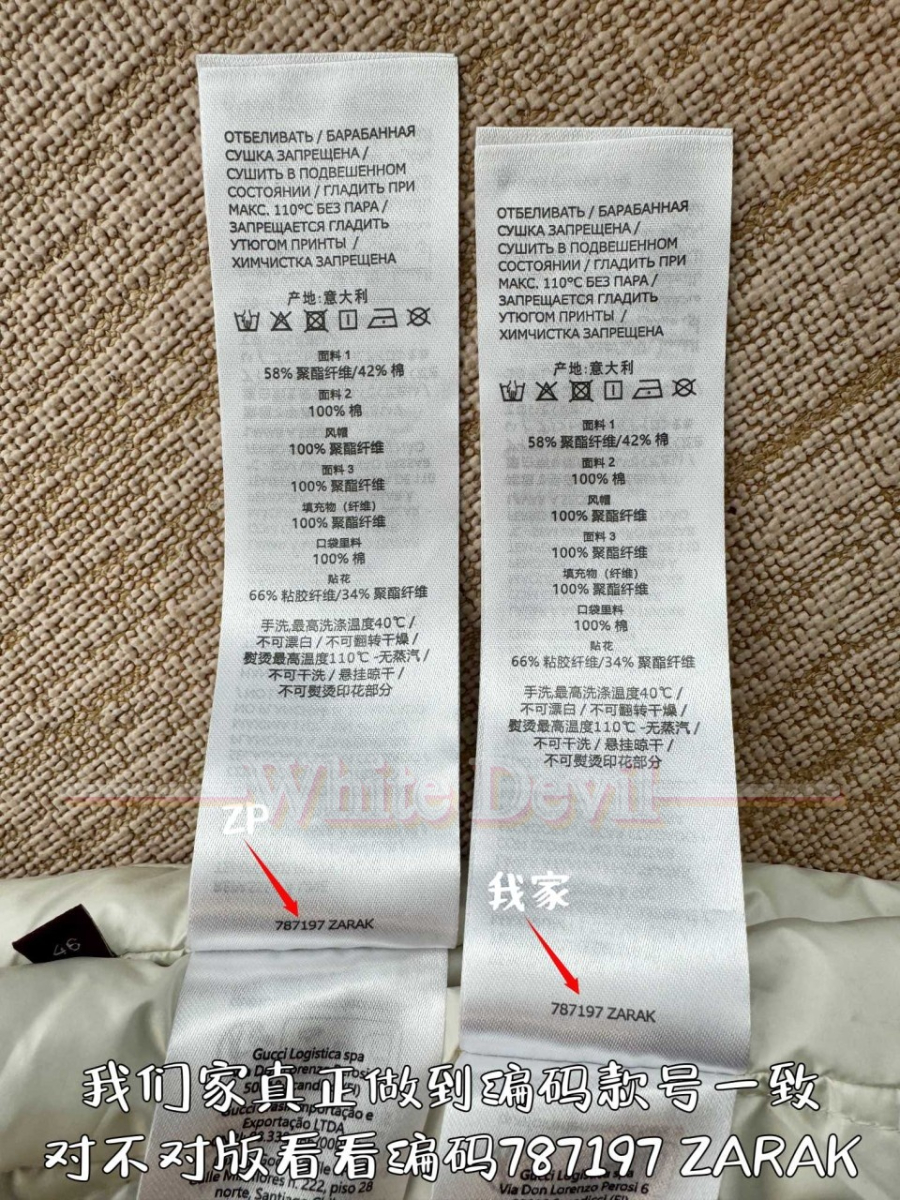 ОТБЕЛИВАТЬ / БАРАБАННАЯ
СУШКА ЗАПРЕЩЕНА /
СУШИТЬ В ПОДВЕШЕННОМ
СОСТОЯНИИ / ГЛАДИТЬ ПРИ
МАКС. 110°C БЕЗ ПАРА /
ЗАПРЕЩАЕТСЯ ГЛАДИТЬ
УТЮГОМ ПРИНТЫ /
ХИМЧИСТКА ЗАПРЕЩЕНА
产地:意大利
面料 1
58% 聚酯纤维/42% 棉
面料 2
100% 棉
风帽
100% 聚酯纤维
面料 3
100% 聚酯纤维
填充物（纤维）
100% 聚酯纤维
口袋里料
100% 棉
贴花
66% 粘胶纤维/34% 聚酯纤维
手洗,最高洗涤温度40℃ /
不可漂白 / 不可翻转干燥 /
熨烫最高温度110℃ -无蒸汽 /
不可干洗 / 悬挂晾干 /
不可熨烫印花部分
ZP
787197 ZARAK
Gucci Logistica spa
ОТБЕЛИВАТЬ / БАРАБАННАЯ
СУШКА ЗАПРЕЩЕНА /
СУШИТЬ В ПОДВЕШЕННОМ
СОСТОЯНИИ / ГЛАДИТЬ ПРИ
МАКС. 110°C БЕЗ ПАРА /
ЗАПРЕЩАЕТСЯ ГЛАДИТЬ
УТЮГОМ ПРИНТЫ /
ХИМЧИСТКА ЗАПРЕЩЕНА
产地:意大利
面料 1
58% 聚酯纤维/42% 棉
面料 2
100% 棉
风帽
100% 聚酯纤维
面料 3
100% 聚酯纤维
填充物（纤维）
100% 聚酯纤维
口袋里料
100% 棉
贴花
66% 粘胶纤维/34% 聚酯纤维
手洗,最高洗涤温度40℃ /
不可漂白 / 不可翻转干燥 /
熨烫最高温度110℃ -无蒸汽 /
不可干洗 / 悬挂晾干 /
不可熨烫印花部分
我家
787197 ZARAK
White Devil
46
我们家真正做到编码款号一致
对不对版看看编码787197 ZARAK
Exportação LTDA
n. 222, piso 28
norte, Santiago
Via Don Lorenzo Perosi 6